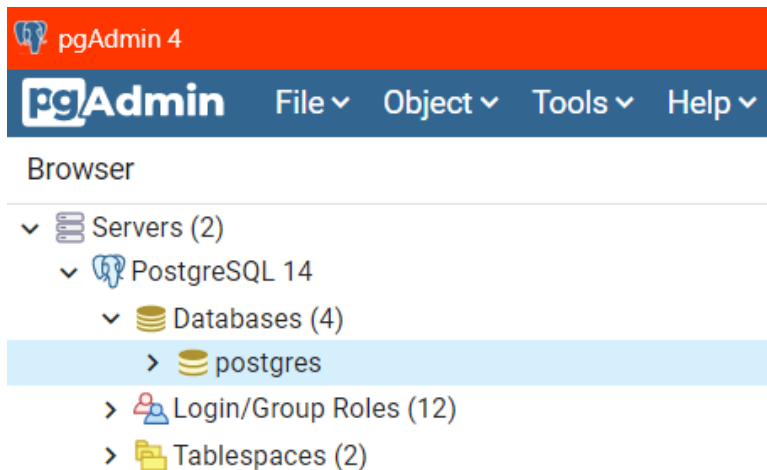 pgAdmin 4
pgAdmin File Object Tools Help
Browser
Servers (2)
PostgreSQL 14
Databases (4)
postgres
Login/Group Roles (12)
Tablespaces (2)